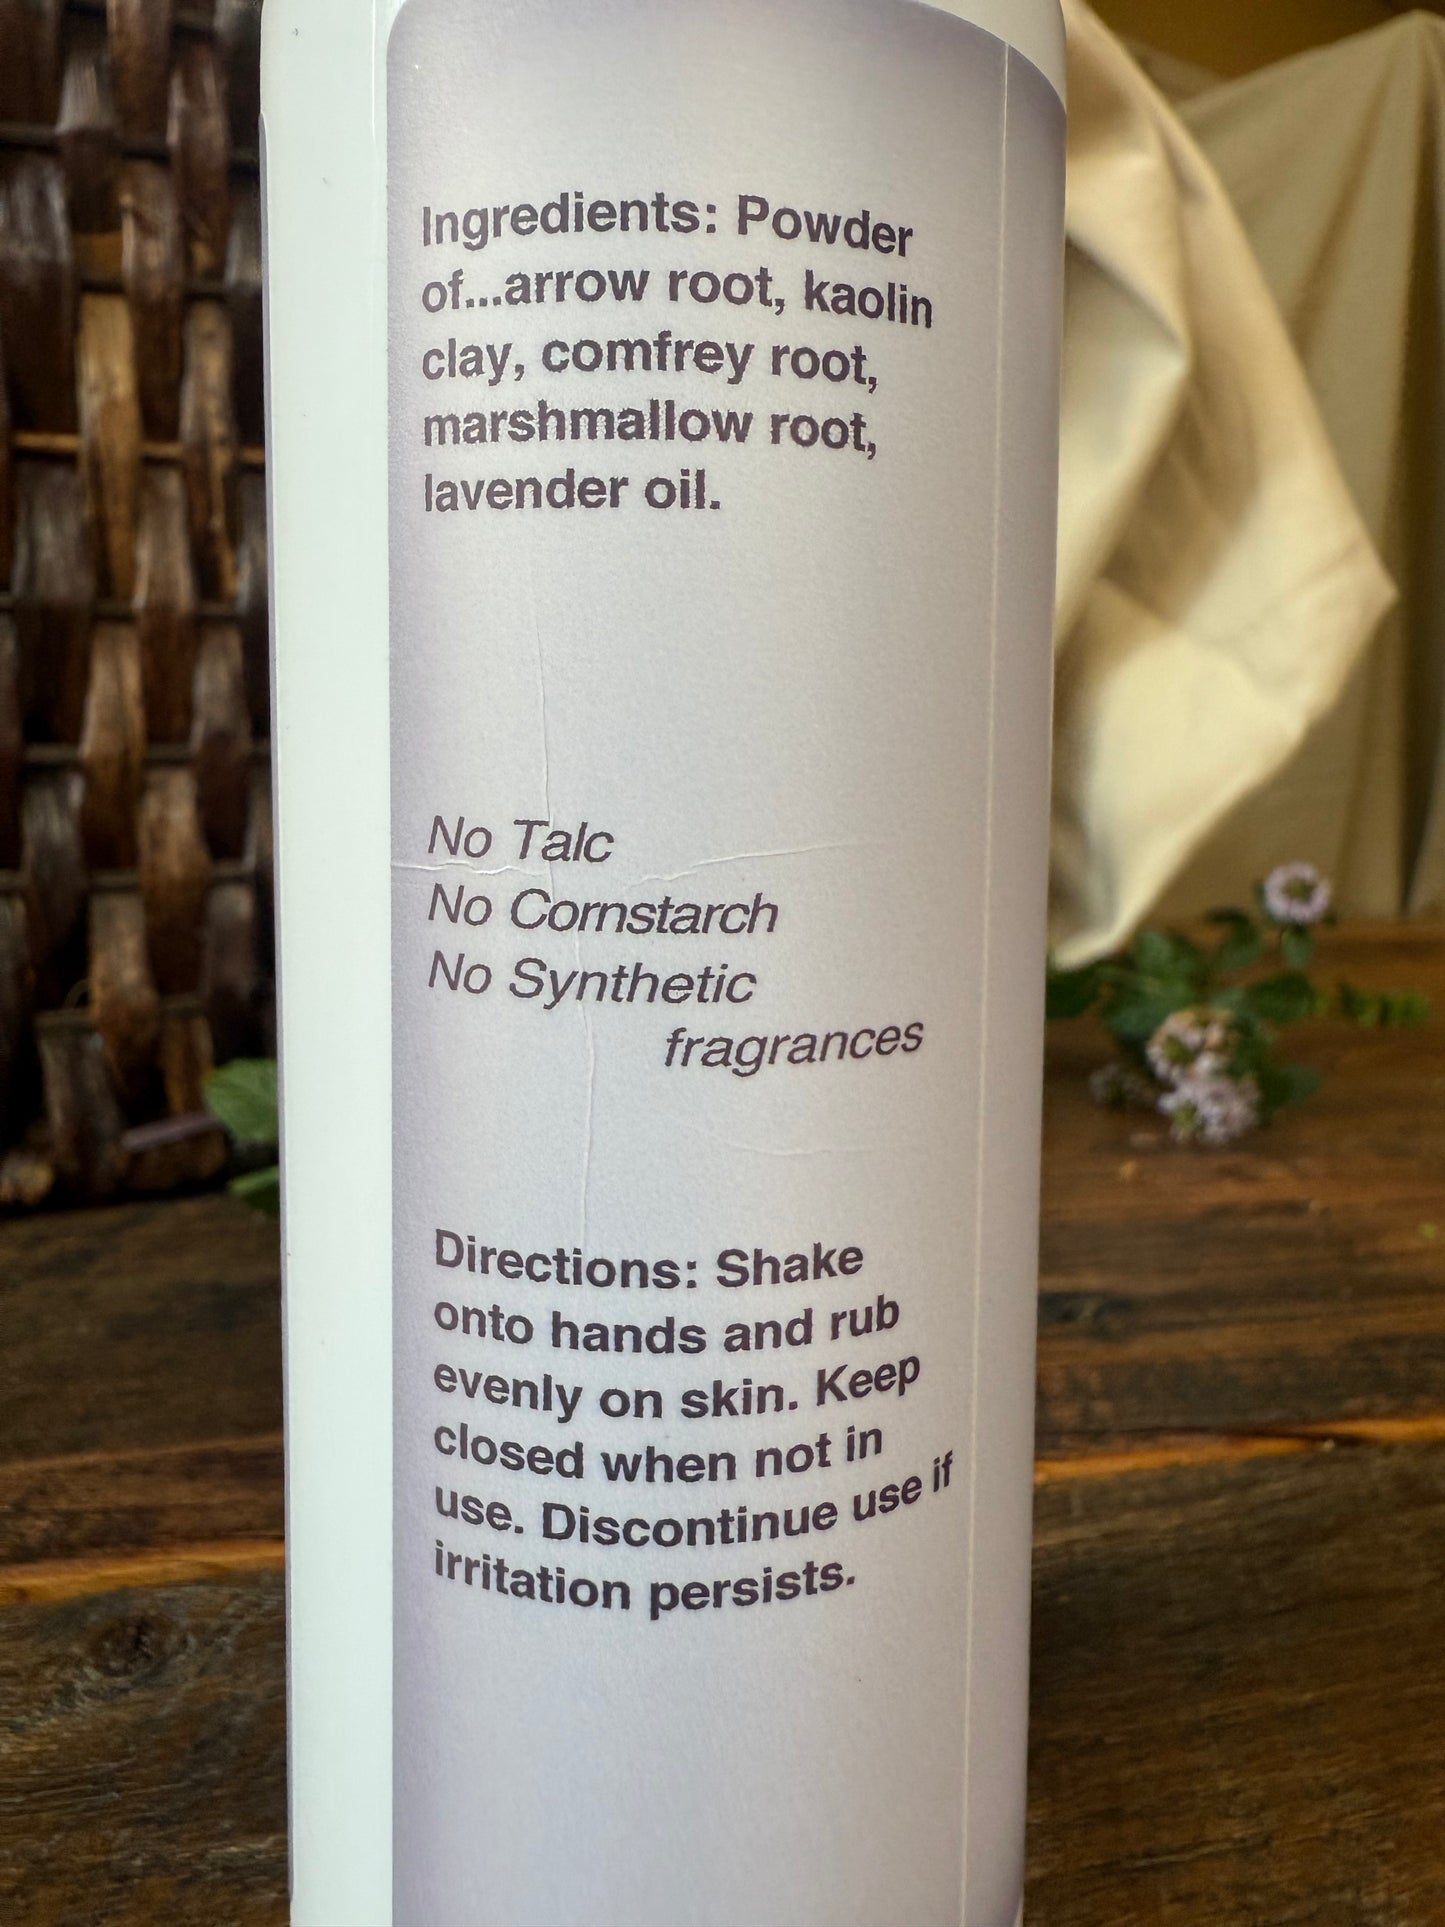 Ingredients: Powder
of...arrow root, kaolin
clay, comfrey root,
marshmallow root,
lavender oil.
No Talc
No Cornstarch
No Synthetic
fragrances
Directions: Shake
onto hands and rub
evenly on skin. Keep
closed when not in
use. Discontinue use if
irritation persists.